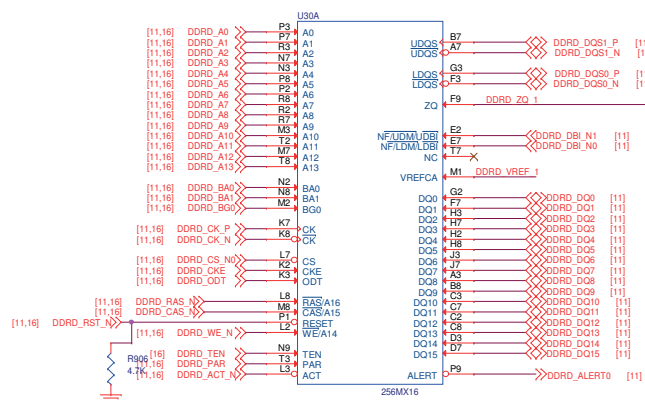 U30A
[11,16] DDRD_A0 P3 A0
[11,16] DDRD_A1 P7 A1
[11,16] DDRD_A2 R3 A2
[11,16] DDRD_A3 N7 A3
[11,16] DDRD_A4 N3 A4
[11,16] DDRD_A5 P8 A5
[11,16] DDRD_A6 P2 A6
[11,16] DDRD_A7 R8 A7
[11,16] DDRD_A8 R2 A8
[11,16] DDRD_A9 R7 A9
[11,16] DDRD_A10 M3 A10
[11,16] DDRD_A11 T2 A11
[11,16] DDRD_A12 M7 A12
[11,16] DDRD_A13 T8 A13
[11,16] DDRD_BA0 N2 BA0
[11,16] DDRD_BA1 N8 BA1
[11,16] DDRD_BG0 M2 BG0
[11,16] DDRD_CK_P K7 CK
[11,16] DDRD_CK_N K8 CK
[11,16] DDRD_CS_N0 L7 CS
[11,16] DDRD_CKE K2 CKE
[11,16] DDRD_ODT K3 ODT
[11,16] DDRD_RAS_N L8 RAS/A16
[11,16] DDRD_CAS_N M8 CAS/A15
[11,16] DDRD_RST_N P1 RESET
[11,16] DDRD_WE_N L2 WE/A14
[16] DDRD_TEN N9 TEN
[11,16] DDRD_PAR T3 PAR
[11,16] DDRD_ACT_N L3 ACT
R906
4.7K
UDQS B7 DDRD_DQS1_P
UDQS A7 DDRD_DQS1_N
LDQS G3 DDRD_DQS0_P
LDQS F3 DDRD_DQS0_N
ZQ F9 DDRD_ZQ_1
NF/UDM/UDBI E2 DDRD_DBI_N1 [11]
NF/LDM/LDBI E7 DDRD_DBI_N0 [11]
NC T7
VREFCA M1 DDRD_VREF_1
DQ0 G2 DDRD_DQ0 [11]
DQ1 F7 DDRD_DQ1 [11]
DQ2 H3 DDRD_DQ2 [11]
DQ3 H7 DDRD_DQ3 [11]
DQ4 H2 DDRD_DQ4 [11]
DQ5 H8 DDRD_DQ5 [11]
DQ6 J3 DDRD_DQ6 [11]
DQ7 J7 DDRD_DQ7 [11]
DQ8 A3 DDRD_DQ8 [11]
DQ9 B8 DDRD_DQ9 [11]
DQ10 C3 DDRD_DQ10 [11]
DQ11 C7 DDRD_DQ11 [11]
DQ12 C2 DDRD_DQ12 [11]
DQ13 C8 DDRD_DQ13 [11]
DQ14 D3 DDRD_DQ14 [11]
DQ15 D7 DDRD_DQ15 [11]
ALERT P9 DDRD_ALERT0 [11]
256MX16